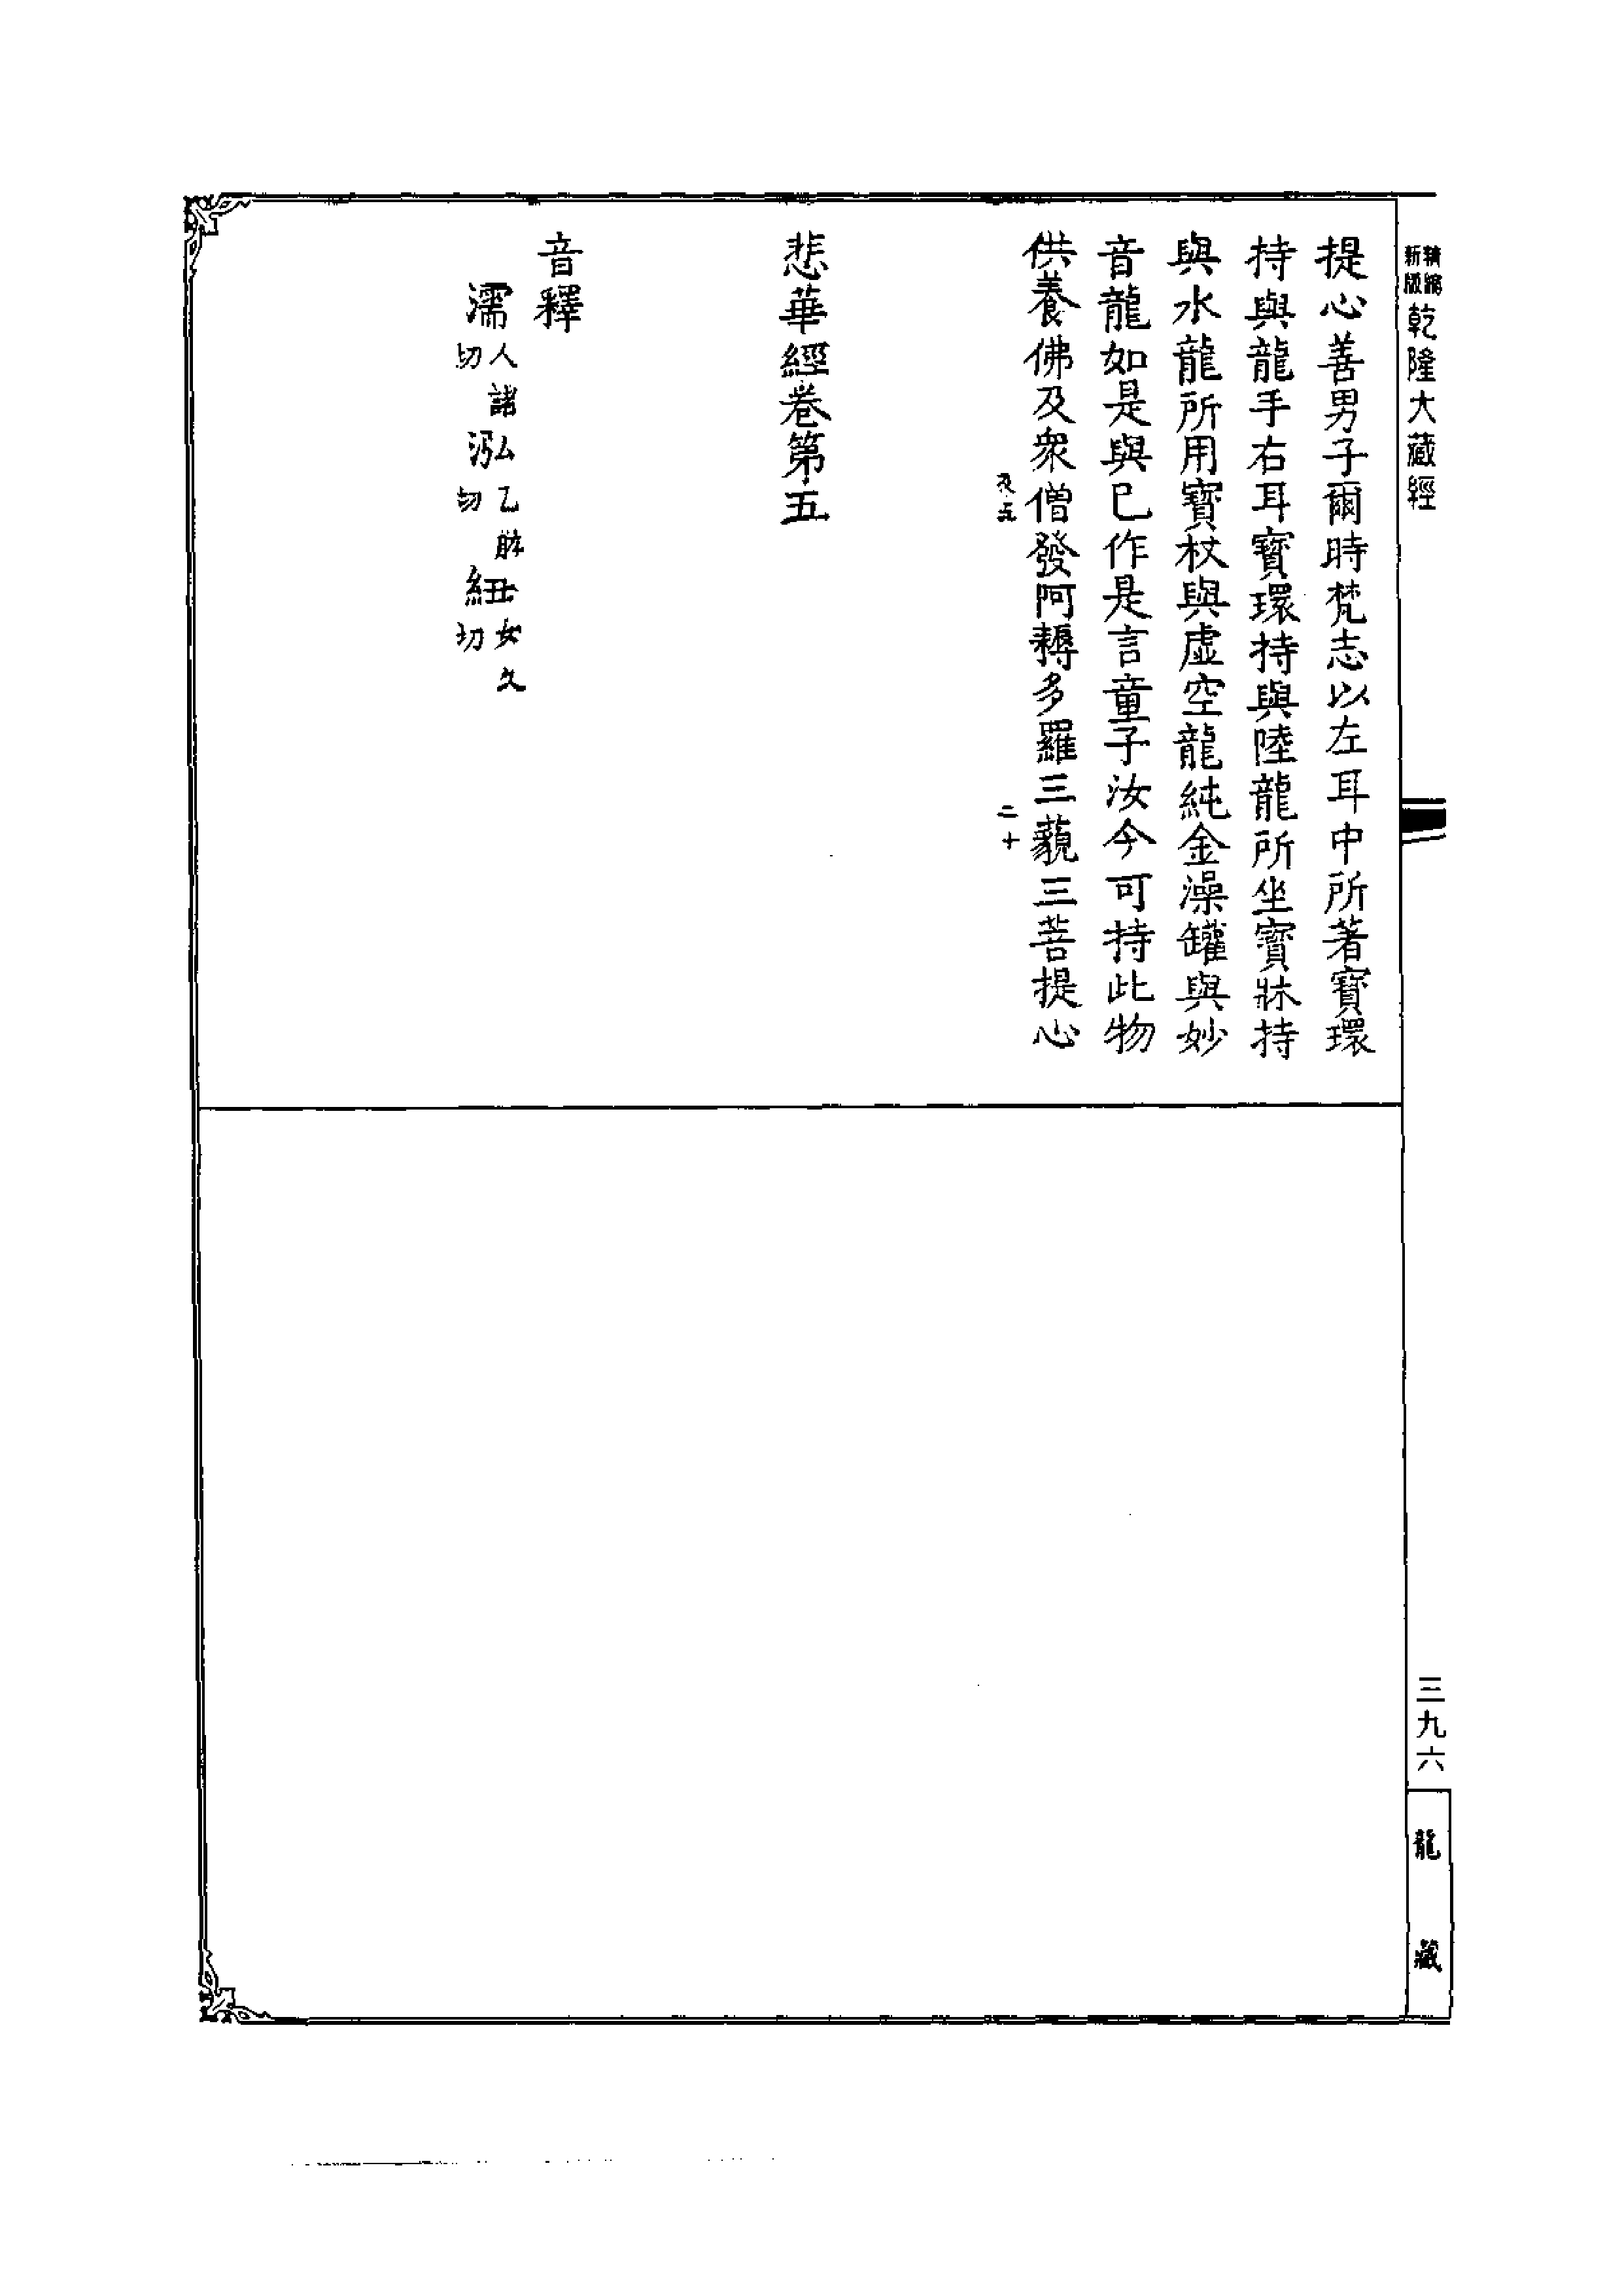 精縮
新版
乾隆大藏經
三九六
龍藏
提心善男子爾時梵志以左耳中所著寶環
持與龍手右耳寶環持與陸龍所坐寶牀持
與水龍所用寶杖與虛空龍純金澡罐與妙
音龍如是與已作是言童子汝今可持此物
供養佛及衆僧發阿耨多羅三藐三菩提心
二十
悲華經卷第五
音釋
濡人諸切泓乙肱切紐女久切